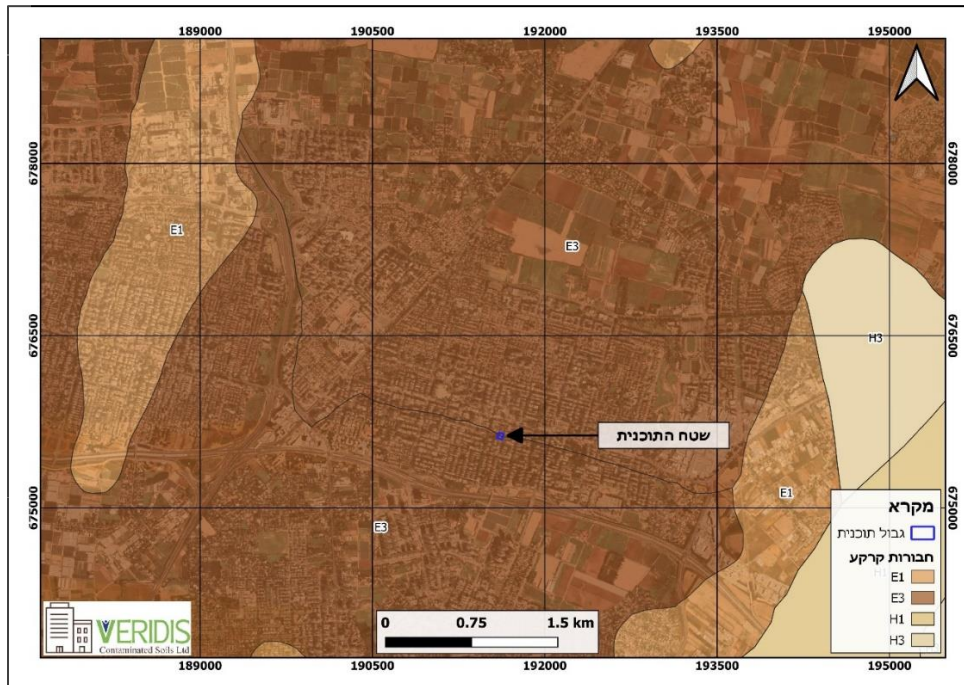 189000 190500 192000 193500 195000
678000 678000
E1
E3
676500 676500
H3
שטח התוכנית
E1
675000 675000
E3
מקרא
גבול תוכנית
חבורות קרקע
E1
E3
H1
H3
VERIDIS
Contaminated Soils Ltd
0 0.75 1.5 km
189000 190500 192000 193500 195000